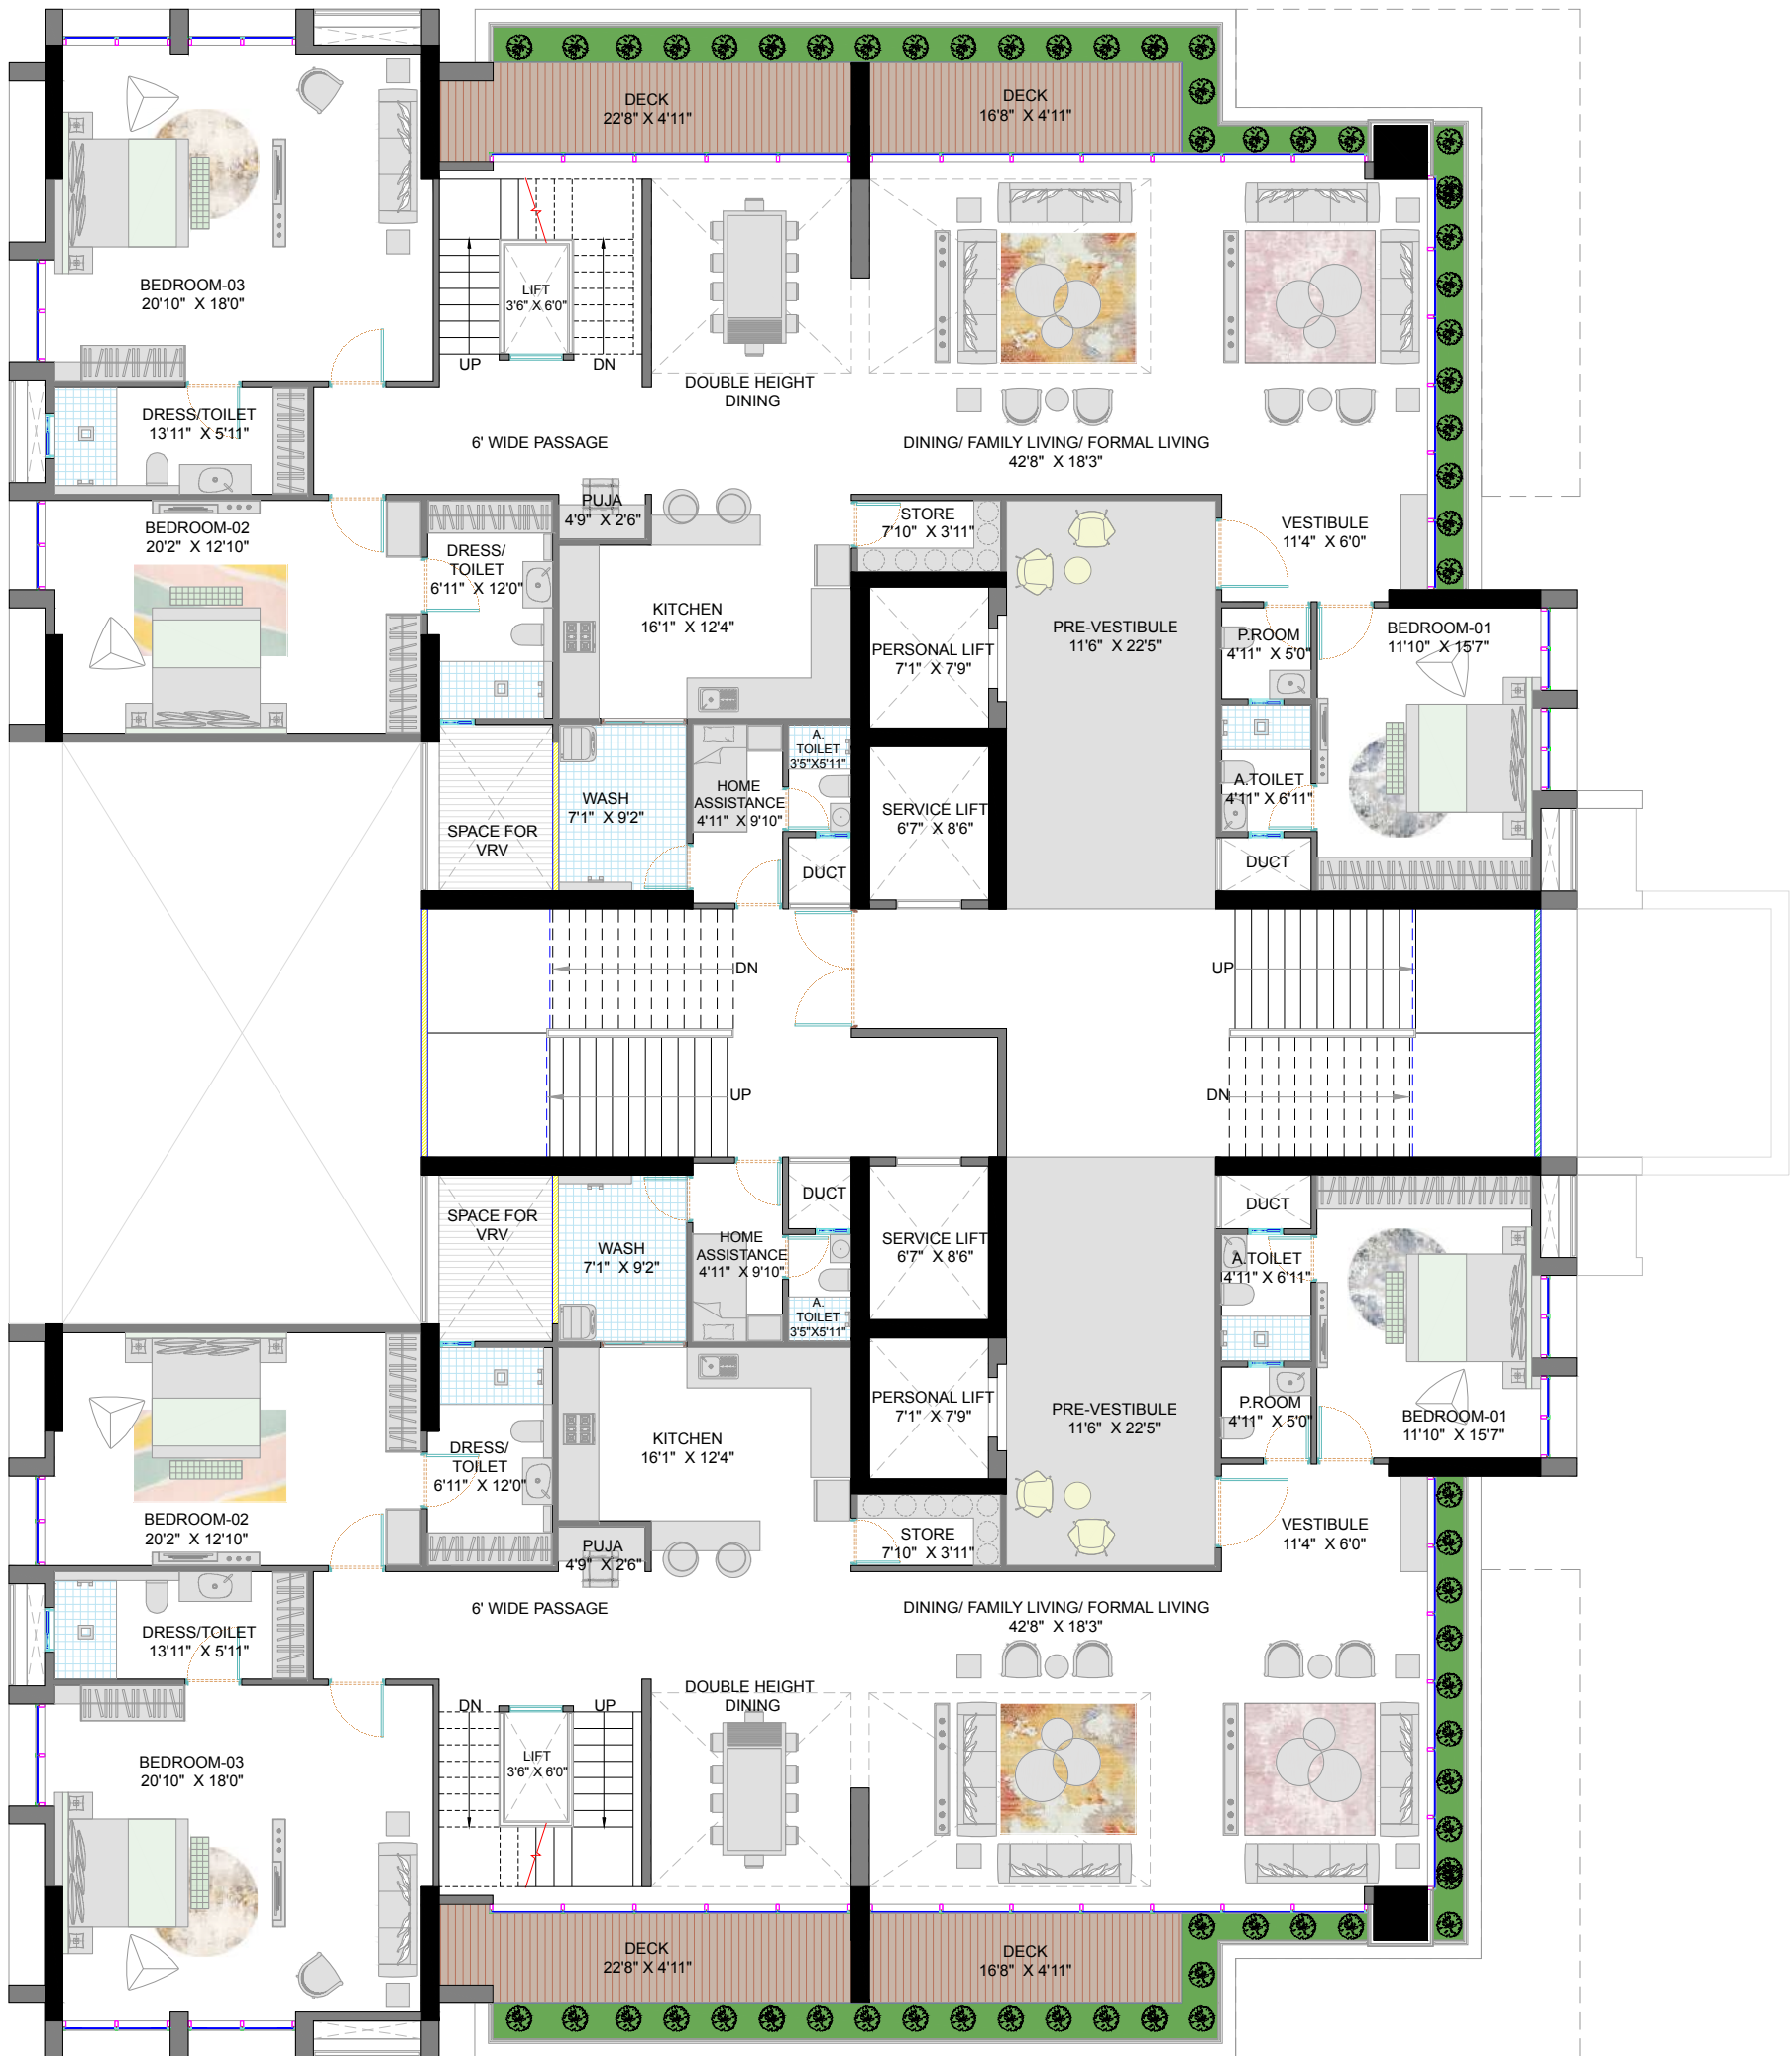 DECK
22'8" X 4'11"
DECK
16'8" X 4'11"
BEDROOM-03
20'10" X 18'0"
LIFT
3'6" X 6'0"
UP
DN
DOUBLE HEIGHT
DINING
DRESS/TOILET
13'11" X 5'11"
6' WIDE PASSAGE
DINING/ FAMILY LIVING/ FORMAL LIVING
42'8" X 18'3"
PUJA
4'9" X 2'6"
STORE
7'10" X 3'11"
VESTIBULE
11'4" X 6'0"
BEDROOM-02
20'2" X 12'10"
DRESS/
TOILET
6'11" X 12'0"
KITCHEN
16'1" X 12'4"
PERSONAL LIFT
7'1" X 7'9"
PRE-VESTIBULE
11'6" X 22'5"
P.ROOM
4'11" X 5'0"
BEDROOM-01
11'10" X 15'7"
A.
TOILET
3'5"X5'11"
SPACE FOR
VRV
WASH
7'1" X 9'2"
HOME
ASSISTANCE
4'11" X 9'10"
SERVICE LIFT
6'7" X 8'6"
A.TOILET
4'11" X 6'11"
DUCT
DUCT
DN
UP
UP
DN
SPACE FOR
VRV
WASH
7'1" X 9'2"
HOME
ASSISTANCE
4'11" X 9'10"
DUCT
A.
TOILET
3'5"X5'11"
SERVICE LIFT
6'7" X 8'6"
DUCT
A.TOILET
4'11" X 6'11"
PERSONAL LIFT
7'1" X 7'9"
PRE-VESTIBULE
11'6" X 22'5"
P.ROOM
4'11" X 5'0"
BEDROOM-01
11'10" X 15'7"
DRESS/
TOILET
6'11" X 12'0"
KITCHEN
16'1" X 12'4"
BEDROOM-02
20'2" X 12'10"
PUJA
4'9" X 2'6"
STORE
7'10" X 3'11"
VESTIBULE
11'4" X 6'0"
DRESS/TOILET
13'11" X 5'11"
6' WIDE PASSAGE
DINING/ FAMILY LIVING/ FORMAL LIVING
42'8" X 18'3"
DOUBLE HEIGHT
DINING
DN
UP
BEDROOM-03
20'10" X 18'0"
LIFT
3'6" X 6'0"
DECK
22'8" X 4'11"
DECK
16'8" X 4'11"